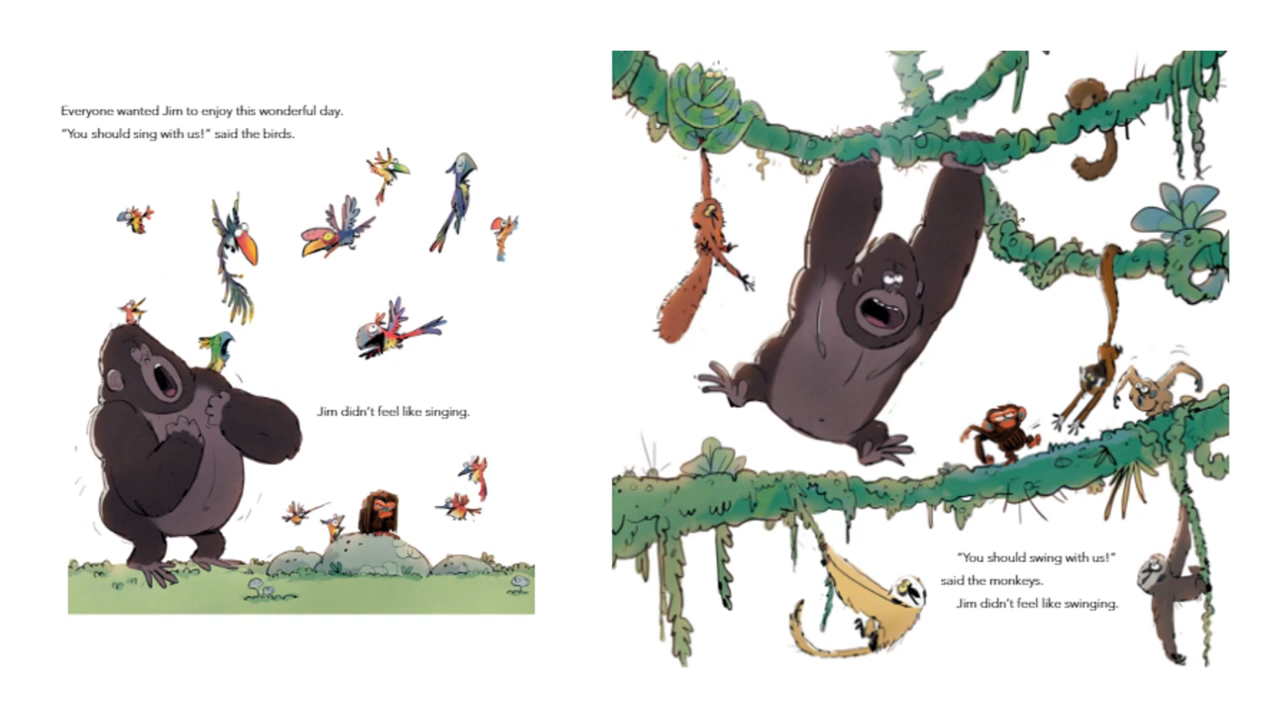 Everyone wanted Jim to enjoy this wonderful day.
"You should sing with us!" said the birds.
Jim didn't feel like singing.
"You should swing with us!"
said the monkeys.
Jim didn't feel like swinging.